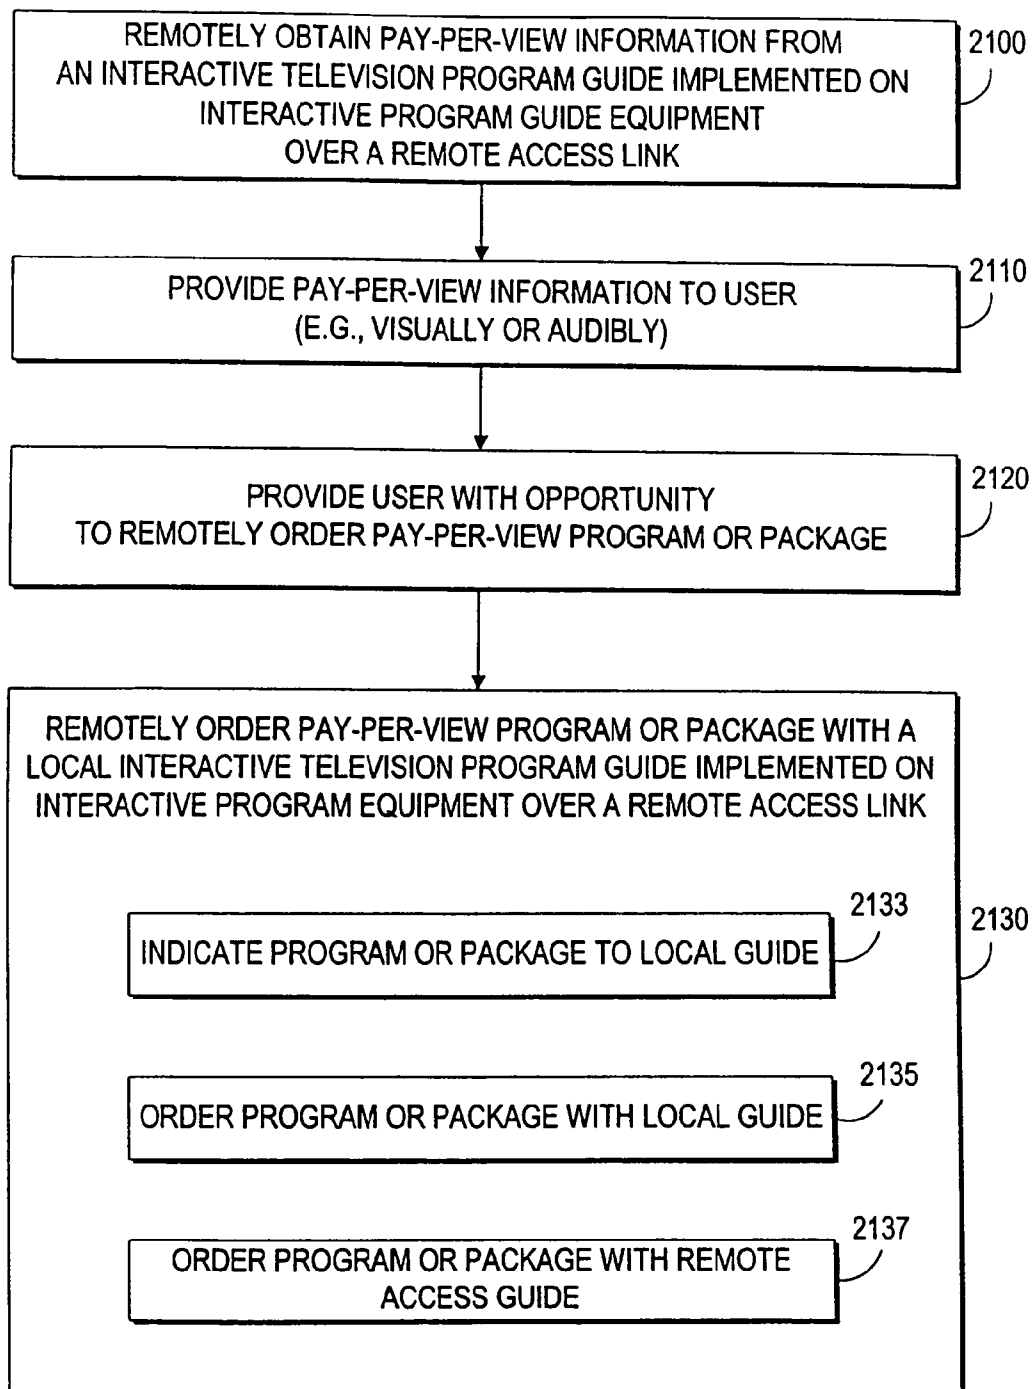 REMOTELY OBTAIN PAY-PER-VIEW INFORMATION FROM
AN INTERACTIVE TELEVISION PROGRAM GUIDE IMPLEMENTED ON
INTERACTIVE PROGRAM GUIDE EQUIPMENT
OVER A REMOTE ACCESS LINK
2100
PROVIDE PAY-PER-VIEW INFORMATION TO USER
(E.G., VISUALLY OR AUDIBLY)
2110
PROVIDE USER WITH OPPORTUNITY
TO REMOTELY ORDER PAY-PER-VIEW PROGRAM OR PACKAGE
2120
REMOTELY ORDER PAY-PER-VIEW PROGRAM OR PACKAGE WITH A
LOCAL INTERACTIVE TELEVISION PROGRAM GUIDE IMPLEMENTED ON
INTERACTIVE PROGRAM EQUIPMENT OVER A REMOTE ACCESS LINK
2130
INDICATE PROGRAM OR PACKAGE TO LOCAL GUIDE
2133
ORDER PROGRAM OR PACKAGE WITH LOCAL GUIDE
2135
ORDER PROGRAM OR PACKAGE WITH REMOTE
ACCESS GUIDE
2137